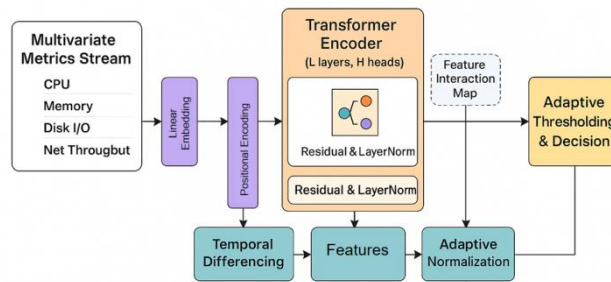 Multivariate
Metrics Stream
CPU
Memory
Disk I/O
Net Througbut
Linear
Embedding
Positional Encoding
Transformer
Encoder
(L layers, H heads)
Residual & LayerNorm
Residual & LayerNorm
Feature
Interaction
Map
Adaptive
Thresholding
& Decision
Temporal
Differencing
Features
Adaptive
Normalization